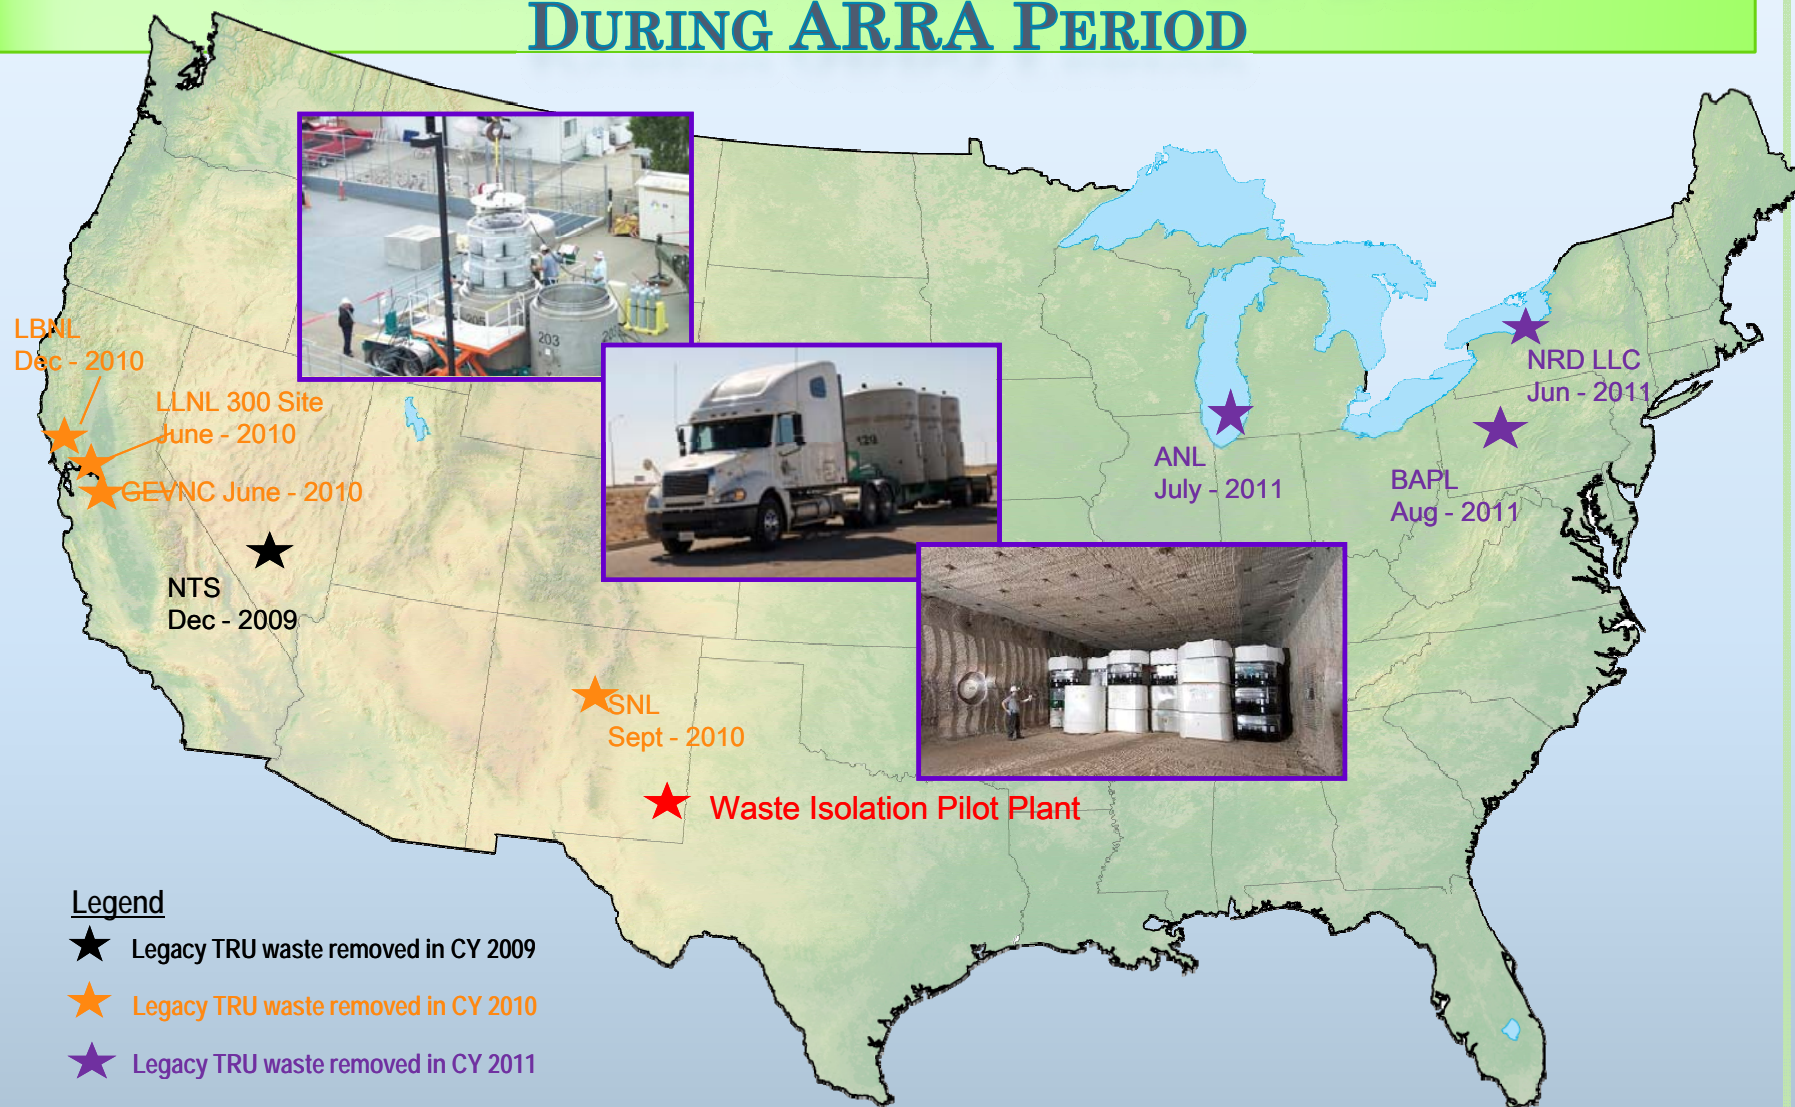 DURING ARRA PERIOD
LBNL
Dec - 2010
LLNL 300 Site
June - 2010
GEVNC June - 2010
NTS
Dec - 2009
SNL
Sept - 2010
Waste Isolation Pilot Plant
NRD LLC
Jun - 2011
ANL
July - 2011
BAPL
Aug - 2011
203
129
Legend
Legacy TRU waste removed in CY 2009
Legacy TRU waste removed in CY 2010
Legacy TRU waste removed in CY 2011